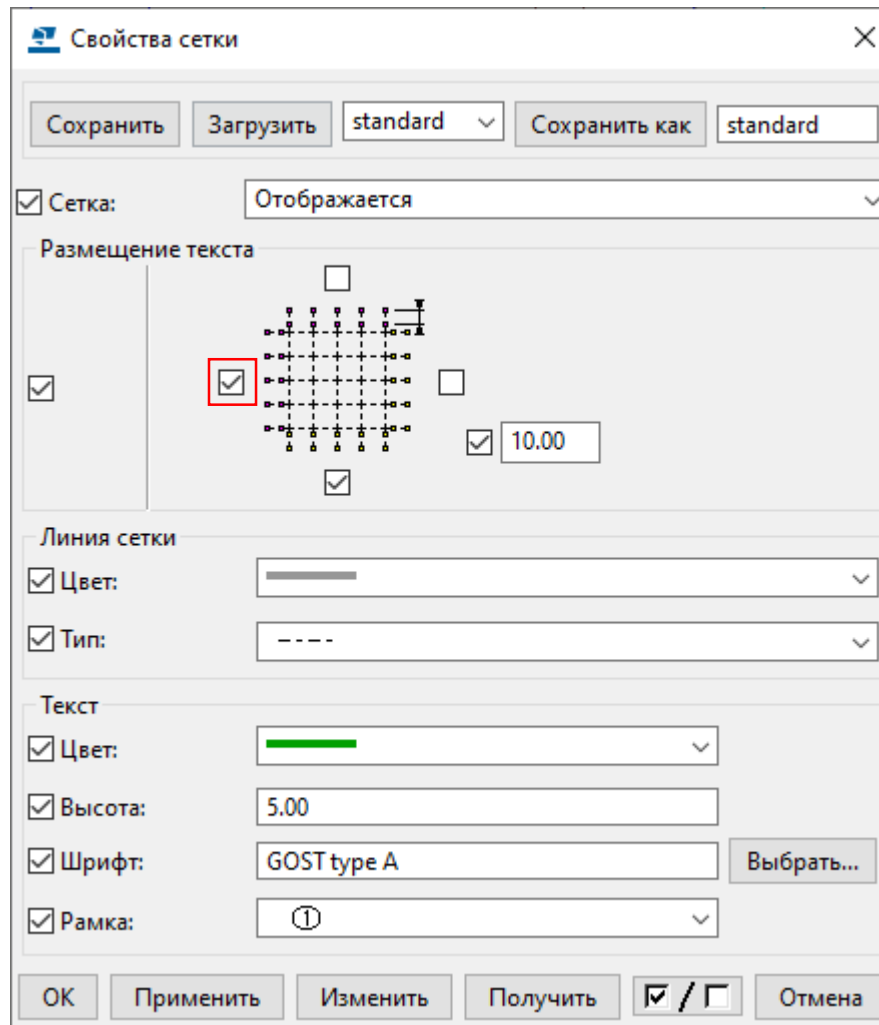 Свойства сетки
Сохранить Загрузить standard Сохранить как standard
Сетка: Отображается
Размещение текста
10.00
Линия сетки
Цвет:
Тип:
Текст
Цвет:
Высота: 5.00
Шрифт: GOST type A Выбрать...
Рамка: 1
ОК Применить Изменить Получить / Отмена